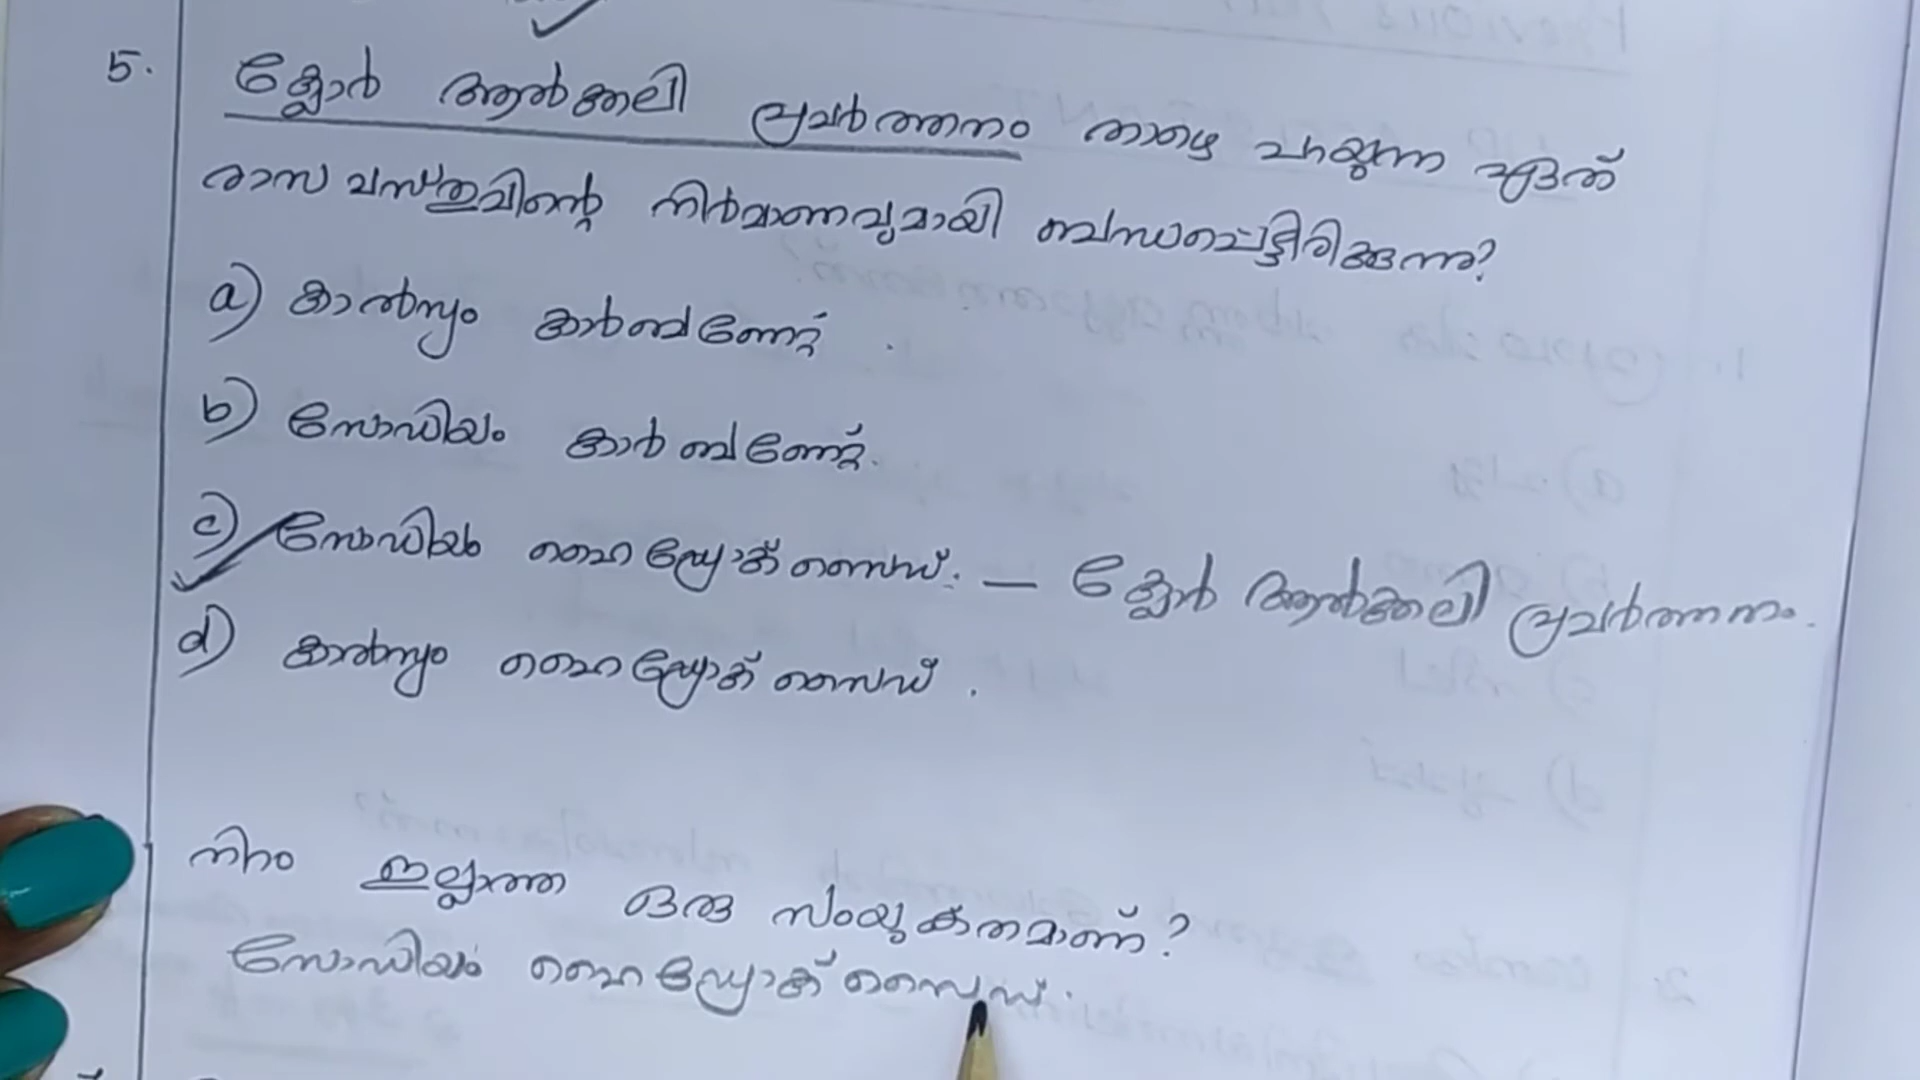 5. ക്ലോർ ആൽക്കലി പ്രവർത്തനം താഴെ പറയുന്ന ഏത്
രാസ വസ്തുവിന്റെ നിർമാണവുമായി ബന്ധപ്പെട്ടിരിക്കുന്നു?
a) കാൽസ്യം കാർബണേറ്റ്.
b) സോഡിയം കാർബണേറ്റ്.
c) സോഡിയം ഹൈഡ്രോക്സൈഡ്. — ക്ലോർ ആൽക്കലി പ്രവർത്തനം.
d) കാൽസ്യം ഹൈഡ്രോക്സൈഡ്.
നിറം ഇല്ലാത്ത ഒരു സംയുക്തമാണ്?
സോഡിയം ഹൈഡ്രോക്സൈഡ്.